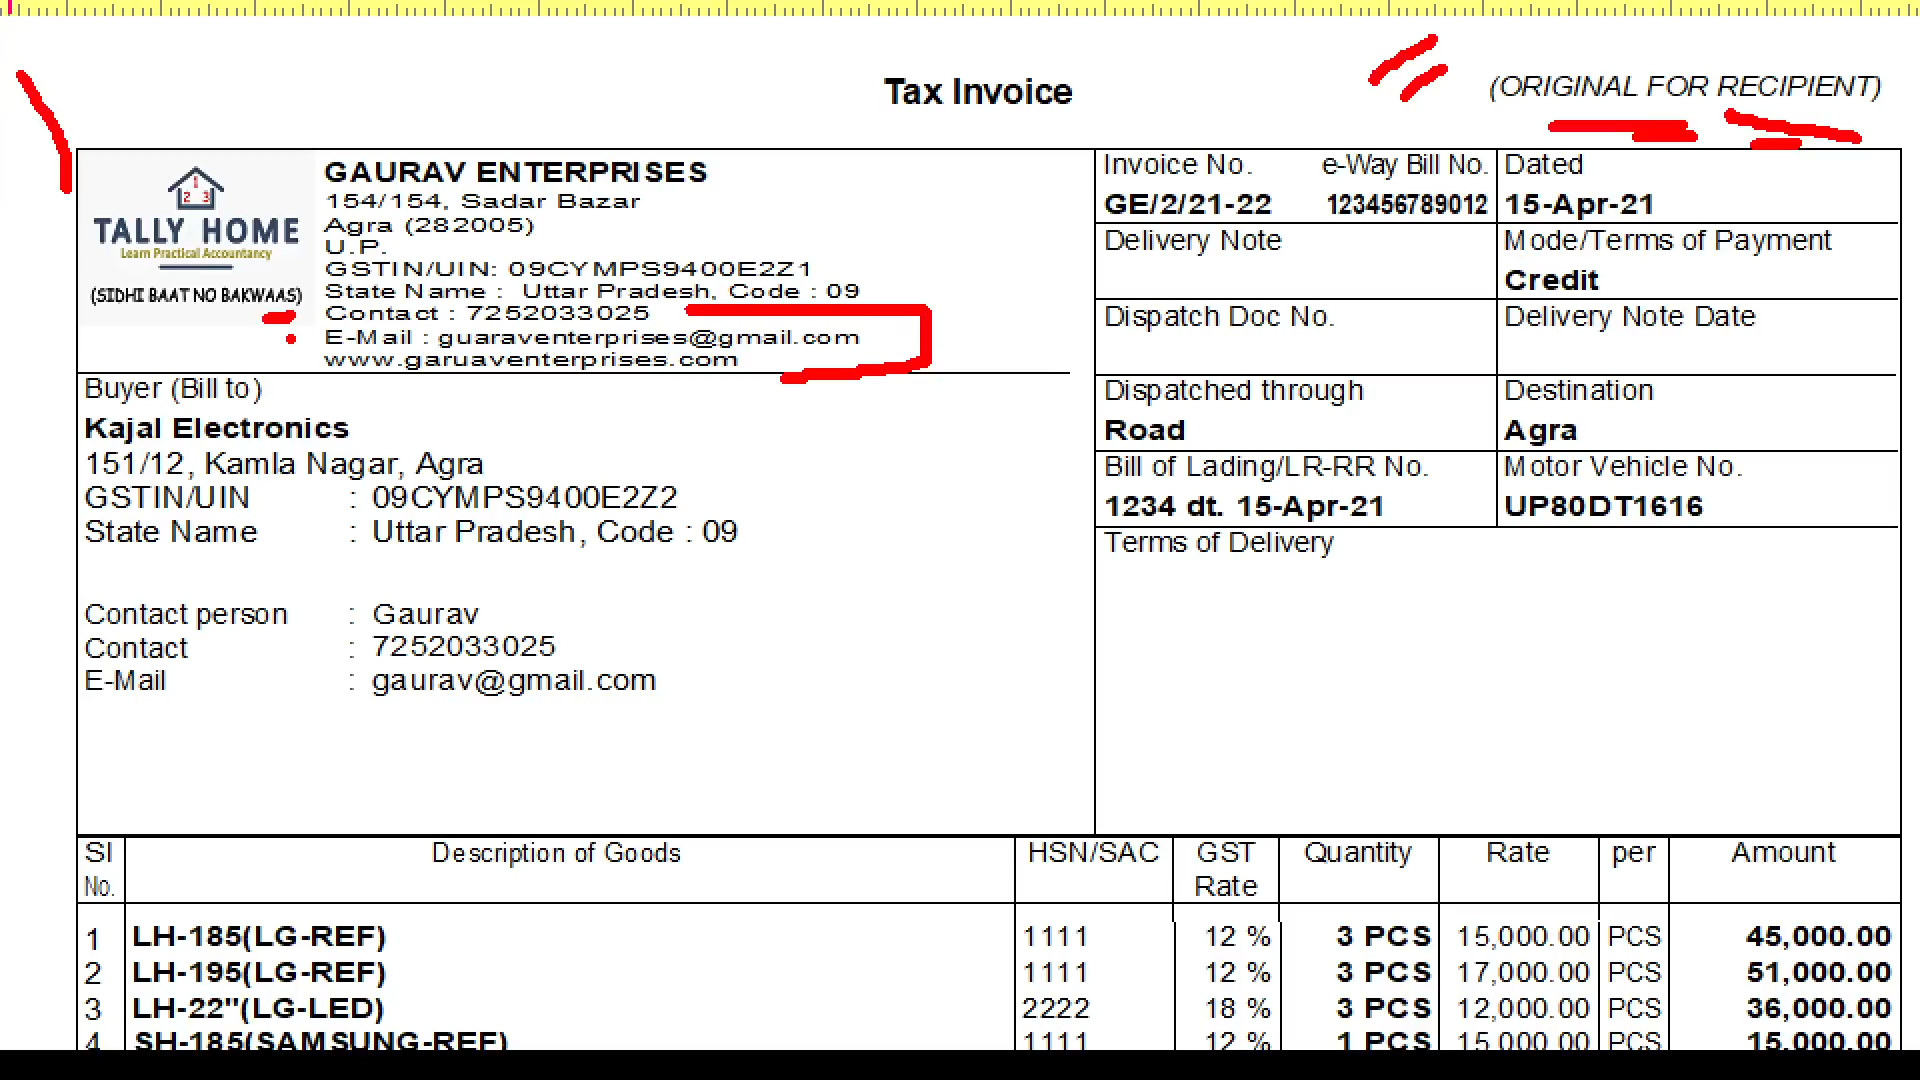 Tax Invoice
(ORIGINAL FOR RECIPIENT)
1
2 3
TALLY HOME
Learn Practical Accountancy
(SIDHI BAAT NO BAKWAAS)
GAURAV ENTERPRISES
154/154, Sadar Bazar
Agra (282005)
U.P.
GSTIN/UIN: 09CYMPS9400E2Z1
State Name : Uttar Pradesh, Code : 09
Contact : 7252033025
E-Mail : guaraventerprises@gmail.com
www.garuaventerprises.com
Invoice No. e-Way Bill No. Dated
GE/2/21-22 123456789012 15-Apr-21
Delivery Note Mode/Terms of Payment
Credit
Dispatch Doc No. Delivery Note Date
Dispatched through Destination
Road Agra
Bill of Lading/LR-RR No. Motor Vehicle No.
1234 dt. 15-Apr-21 UP80DT1616
Terms of Delivery
Buyer (Bill to)
Kajal Electronics
151/12, Kamla Nagar, Agra
GSTIN/UIN : 09CYMPS9400E2Z2
State Name : Uttar Pradesh, Code : 09
Contact person : Gaurav
Contact : 7252033025
E-Mail : gaurav@gmail.com
Sl Description of Goods HSN/SAC GST Quantity Rate per Amount
No. Rate
1 LH-185(LG-REF) 1111 12 % 3 PCS 15,000.00 PCS 45,000.00
2 LH-195(LG-REF) 1111 12 % 3 PCS 17,000.00 PCS 51,000.00
3 LH-22"(LG-LED) 2222 18 % 3 PCS 12,000.00 PCS 36,000.00
4 SH-185(SAMSUNG-REF) 1111 12 % 1 PCS 15,000.00 PCS 15,000.00